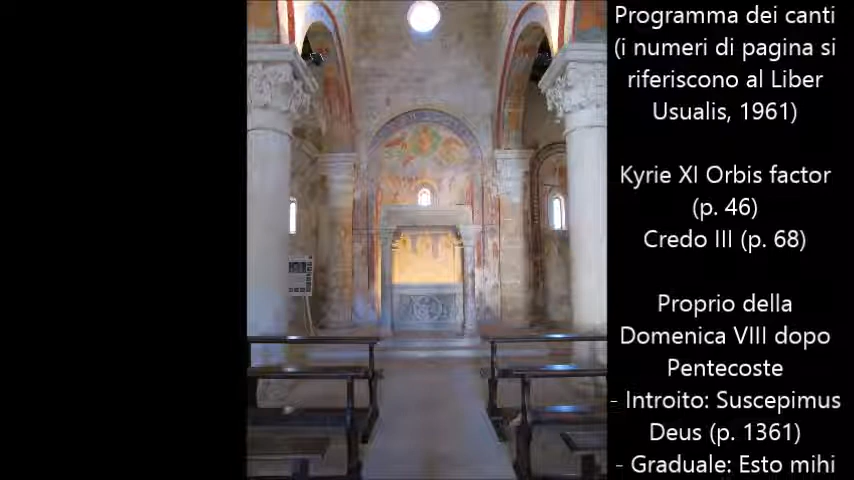 Programma dei canti
(i numeri di pagina si
riferiscono al Liber
Usualis, 1961)
Kyrie XI Orbis factor
(p. 46)
Credo III (p. 68)
Proprio della
Domenica VIII dopo
Pentecoste
- Introito: Suscepimus
Deus (p. 1361)
- Graduale: Esto mihi